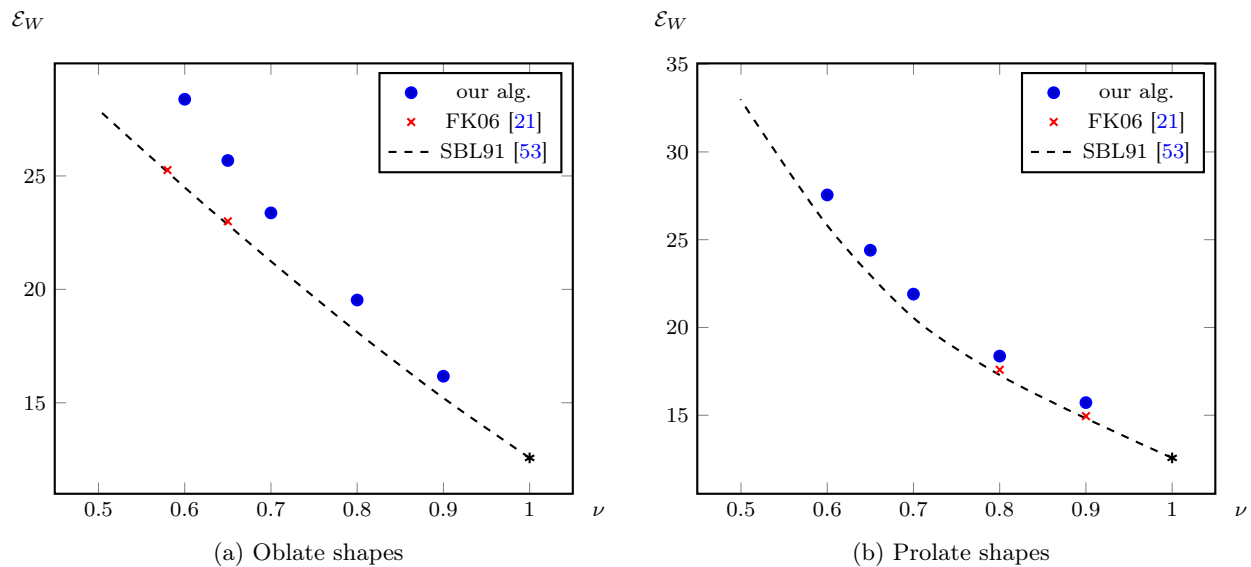 ℰ_W
our alg.
FK06 [21]
SBL91 [53]
25
20
15
0.5 0.6 0.7 0.8 0.9 1 ν
(a) Oblate shapes
ℰ_W
35
our alg.
FK06 [21]
SBL91 [53]
30
25
20
15
0.5 0.6 0.7 0.8 0.9 1 ν
(b) Prolate shapes